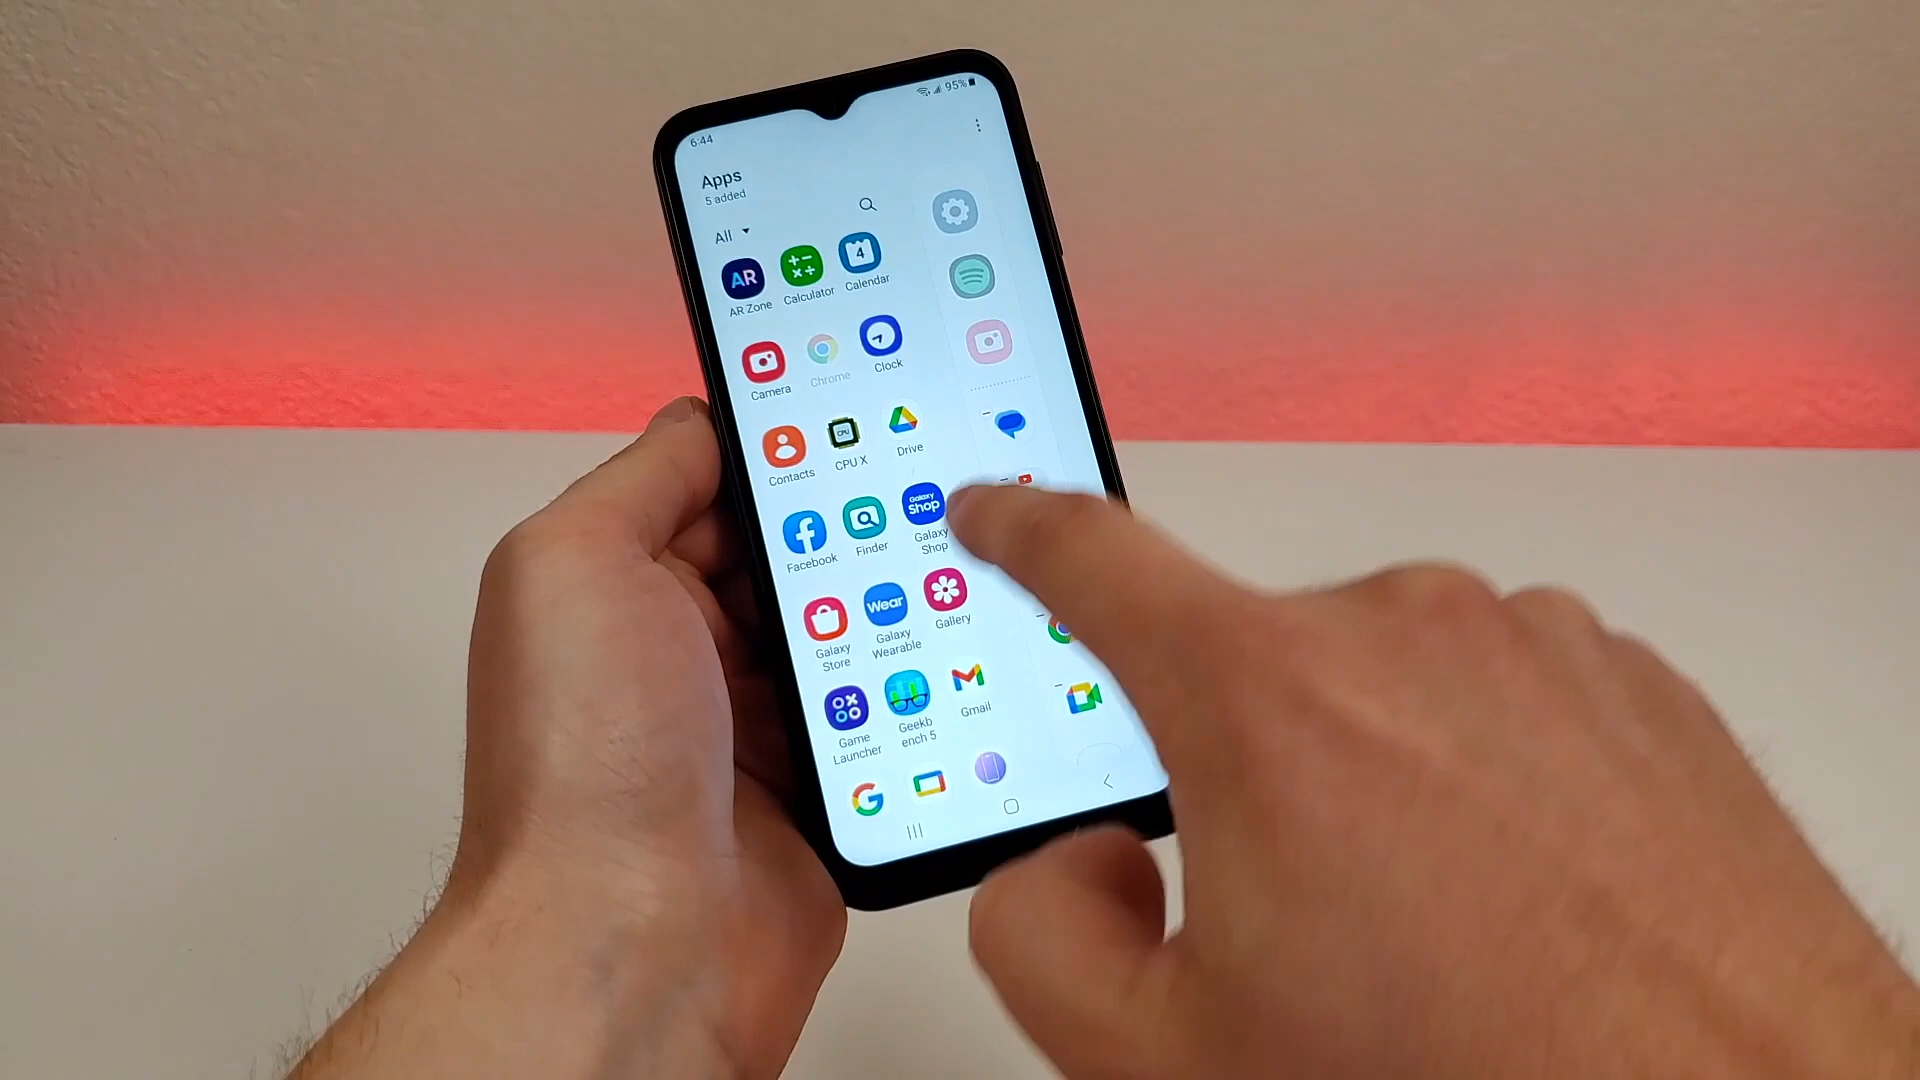 6:44
95%
Apps
5 added
All
AR
4
AR Zone
Calculator
Calendar
Camera
Chrome
Clock
CPU
Contacts
CPU X
Drive
Galaxy
Shop
Facebook
Finder
Galaxy
Shop
Wear
Galaxy
Store
Galaxy
Wearable
Gallery
Game
Launcher
Geekb
ench 5
Gmail